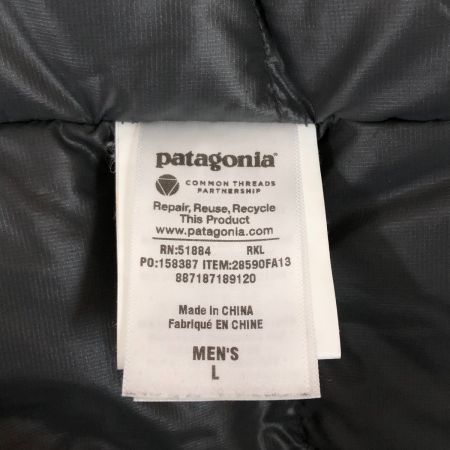 patagonia®
COMMON THREADS
PARTNERSHIP
Repair, Reuse, Recycle
This Product
www.patagonia.com
RN:51884 RKL
PO:158387 ITEM:28590FA13
887187189120
Made in CHINA
Fabriqué EN CHINE
MEN'S
L